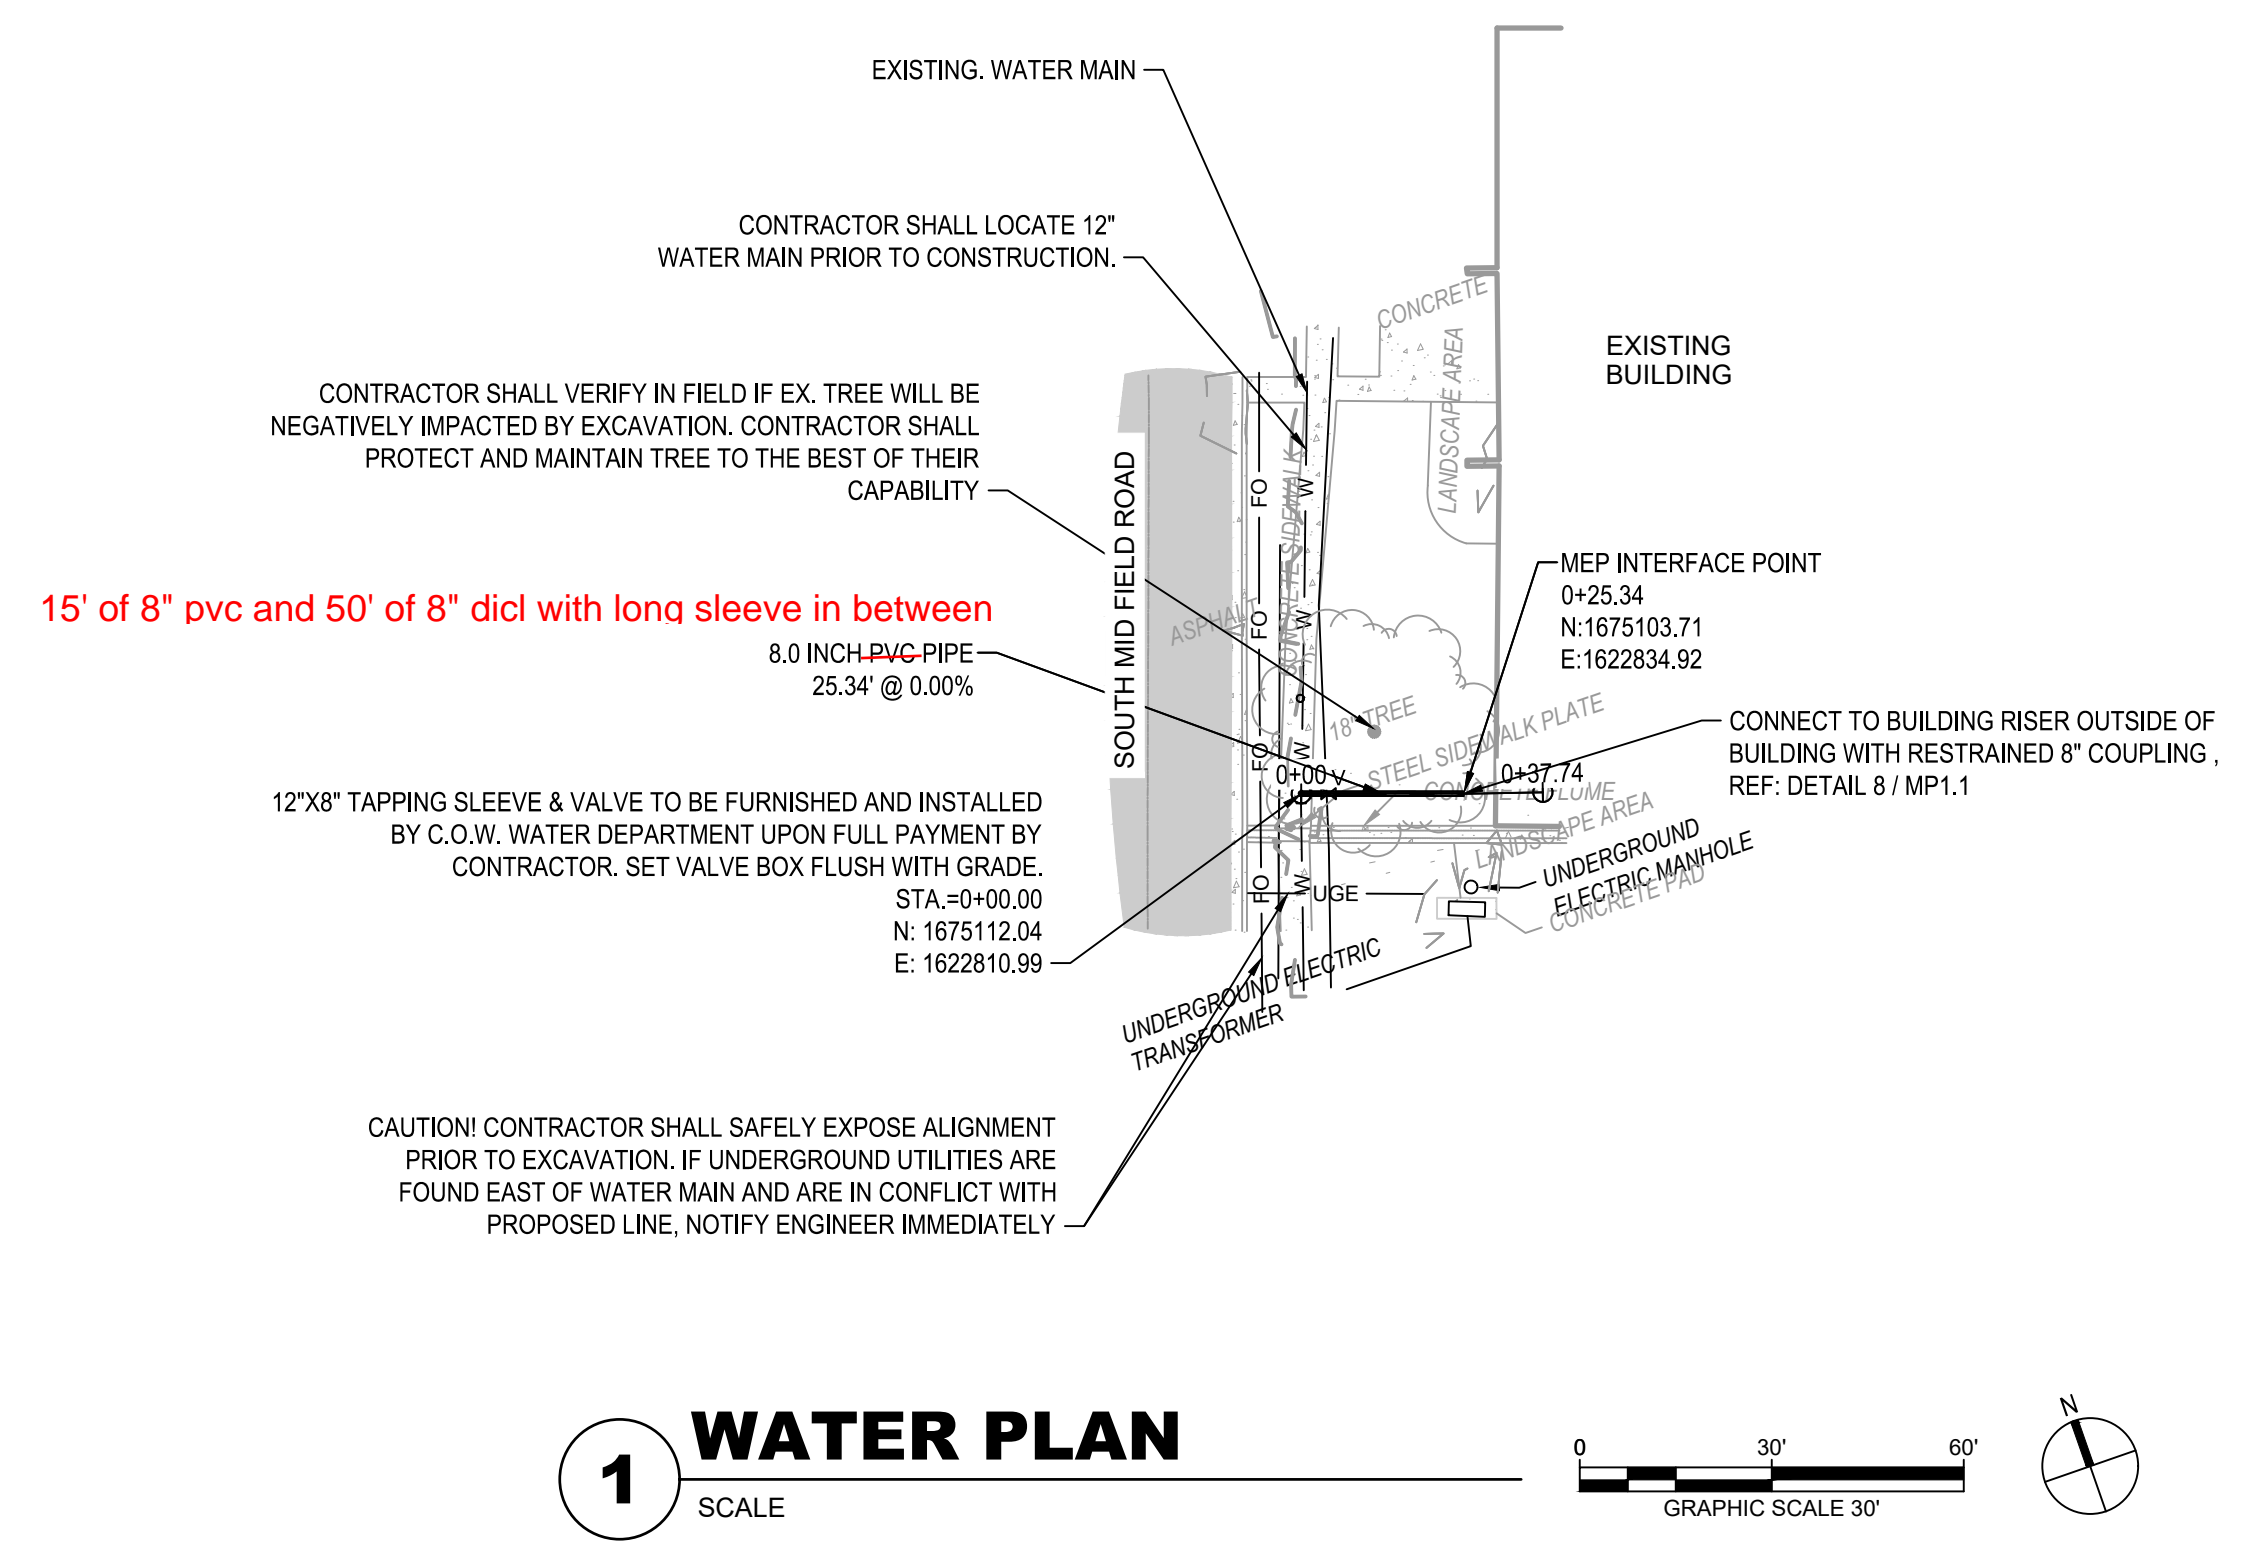 EXISTING. WATER MAIN
CONTRACTOR SHALL LOCATE 12"
WATER MAIN PRIOR TO CONSTRUCTION.
CONCRETE
LANDSCAPE AREA
EXISTING
BUILDING
CONTRACTOR SHALL VERIFY IN FIELD IF EX. TREE WILL BE
NEGATIVELY IMPACTED BY EXCAVATION. CONTRACTOR SHALL
PROTECT AND MAINTAIN TREE TO THE BEST OF THEIR
CAPABILITY
SOUTH MID FIELD ROAD
FO
W
CONCRETE SIDEWALK
FO
W
ASPHALT
MEP INTERFACE POINT
0+25.34
N:1675103.71
E:1622834.92
15' of 8" pvc and 50' of 8" dicl with long sleeve in between
8.0 INCH PVC PIPE
25.34' @ 0.00%
18" TREE
STEEL SIDEWALK PLATE
FO
W
0+00
V
0+37.74
CONCRETE FLUME
CONNECT TO BUILDING RISER OUTSIDE OF
BUILDING WITH RESTRAINED 8" COUPLING ,
REF: DETAIL 8 / MP1.1
LANDSCAPE AREA
12"X8" TAPPING SLEEVE & VALVE TO BE FURNISHED AND INSTALLED
BY C.O.W. WATER DEPARTMENT UPON FULL PAYMENT BY
CONTRACTOR. SET VALVE BOX FLUSH WITH GRADE.
STA.=0+00.00
N: 1675112.04
E: 1622810.99
FO
W
UGE
UNDERGROUND
ELECTRIC MANHOLE
CONCRETE PAD
UNDERGROUND ELECTRIC
TRANSFORMER
CAUTION! CONTRACTOR SHALL SAFELY EXPOSE ALIGNMENT
PRIOR TO EXCAVATION. IF UNDERGROUND UTILITIES ARE
FOUND EAST OF WATER MAIN AND ARE IN CONFLICT WITH
PROPOSED LINE, NOTIFY ENGINEER IMMEDIATELY
1
WATER PLAN
SCALE
0 30' 60'
GRAPHIC SCALE 30'
N